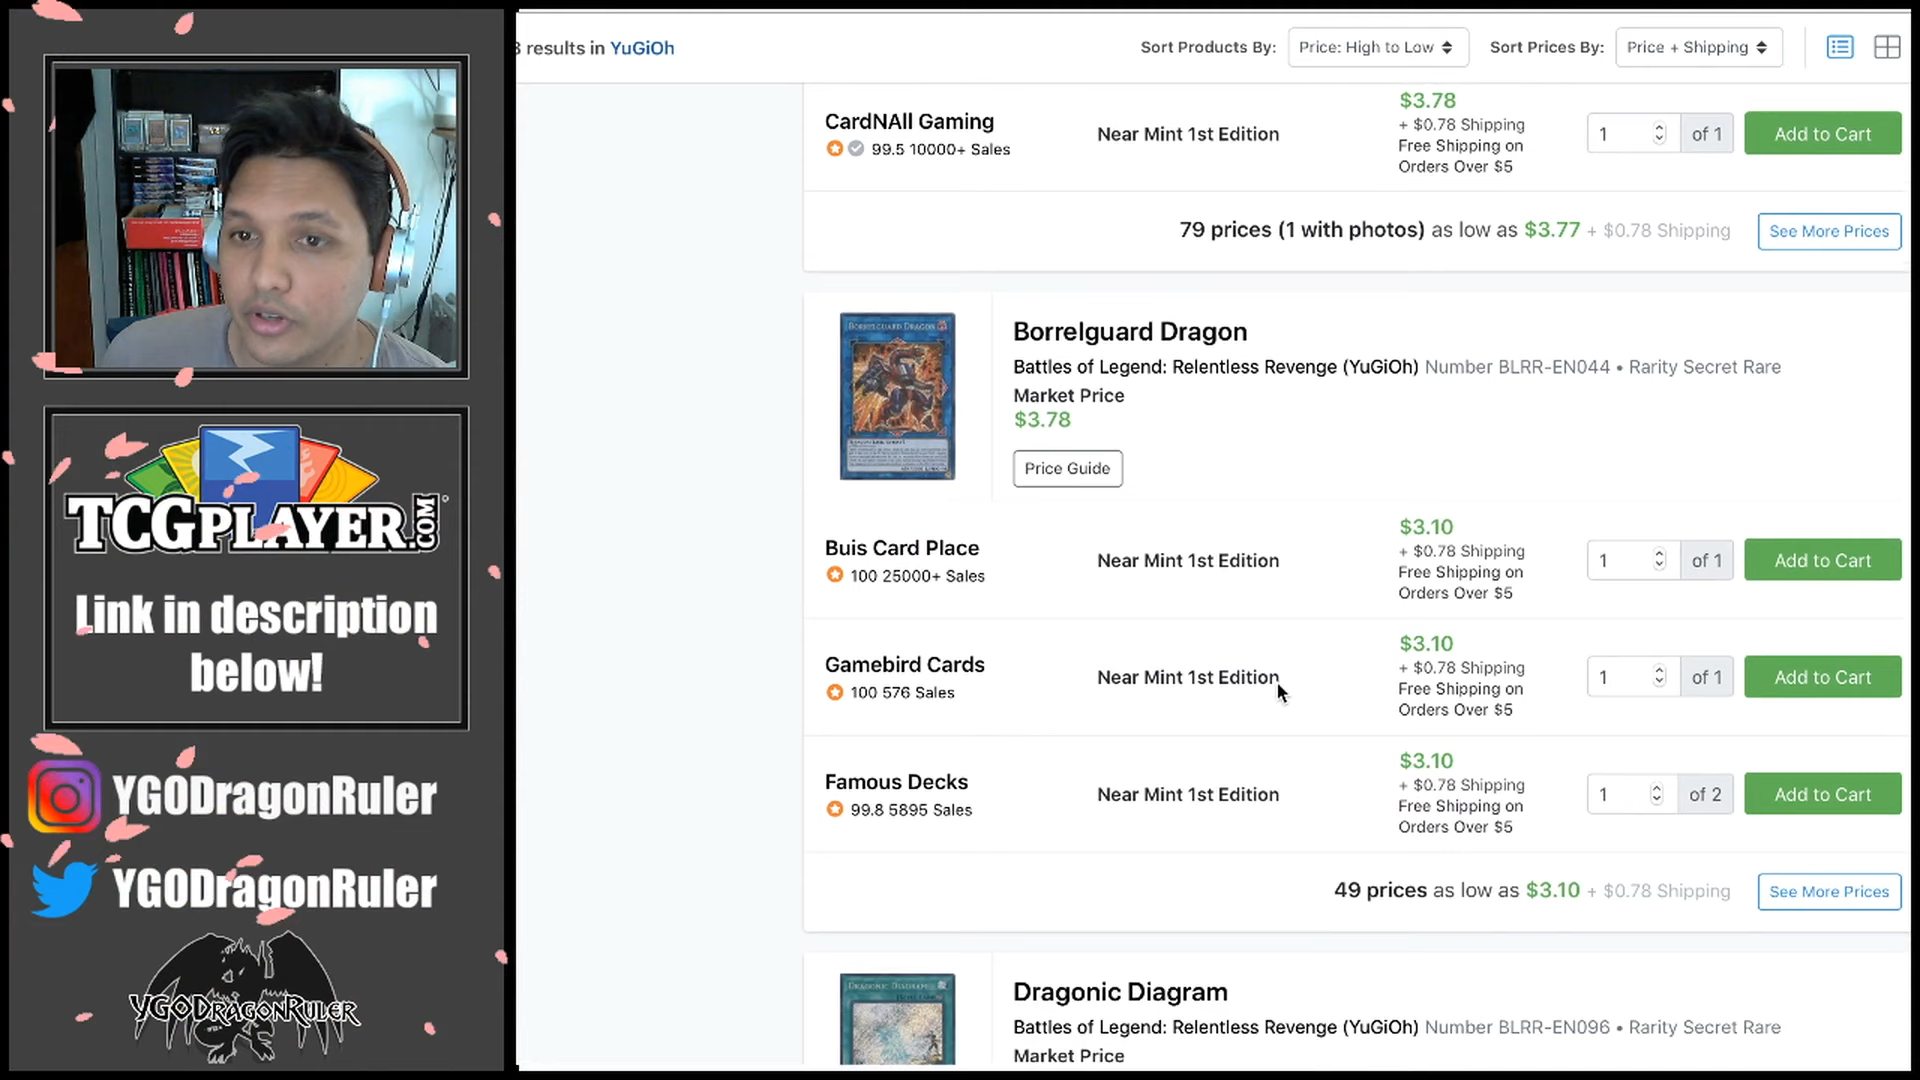 3 results in YuGiOh
Sort Products By: Price: High to Low
Sort Prices By: Price + Shipping
CardNAll Gaming
99.5 10000+ Sales
Near Mint 1st Edition
$3.78
+ $0.78 Shipping
Free Shipping on
Orders Over $5
1 of 1
Add to Cart
79 prices (1 with photos) as low as $3.77 + $0.78 Shipping
See More Prices
BORRELGUARD DRAGON
Borrelguard Dragon
Battles of Legend: Relentless Revenge (YuGiOh) Number BLRR-EN044 • Rarity Secret Rare
Market Price
$3.78
Price Guide
Buis Card Place
100 25000+ Sales
Near Mint 1st Edition
$3.10
+ $0.78 Shipping
Free Shipping on
Orders Over $5
1 of 1
Add to Cart
Gamebird Cards
100 576 Sales
Near Mint 1st Edition
$3.10
+ $0.78 Shipping
Free Shipping on
Orders Over $5
1 of 1
Add to Cart
Famous Decks
99.8 5895 Sales
Near Mint 1st Edition
$3.10
+ $0.78 Shipping
Free Shipping on
Orders Over $5
1 of 2
Add to Cart
49 prices as low as $3.10 + $0.78 Shipping
See More Prices
DRAGONIC DIAGRAM
Dragonic Diagram
Battles of Legend: Relentless Revenge (YuGiOh) Number BLRR-EN096 • Rarity Secret Rare
Market Price
TCGPLAYER.COM
Link in description
below!
YGODragonRuler
YGODragonRuler
YGODRAGONRULER